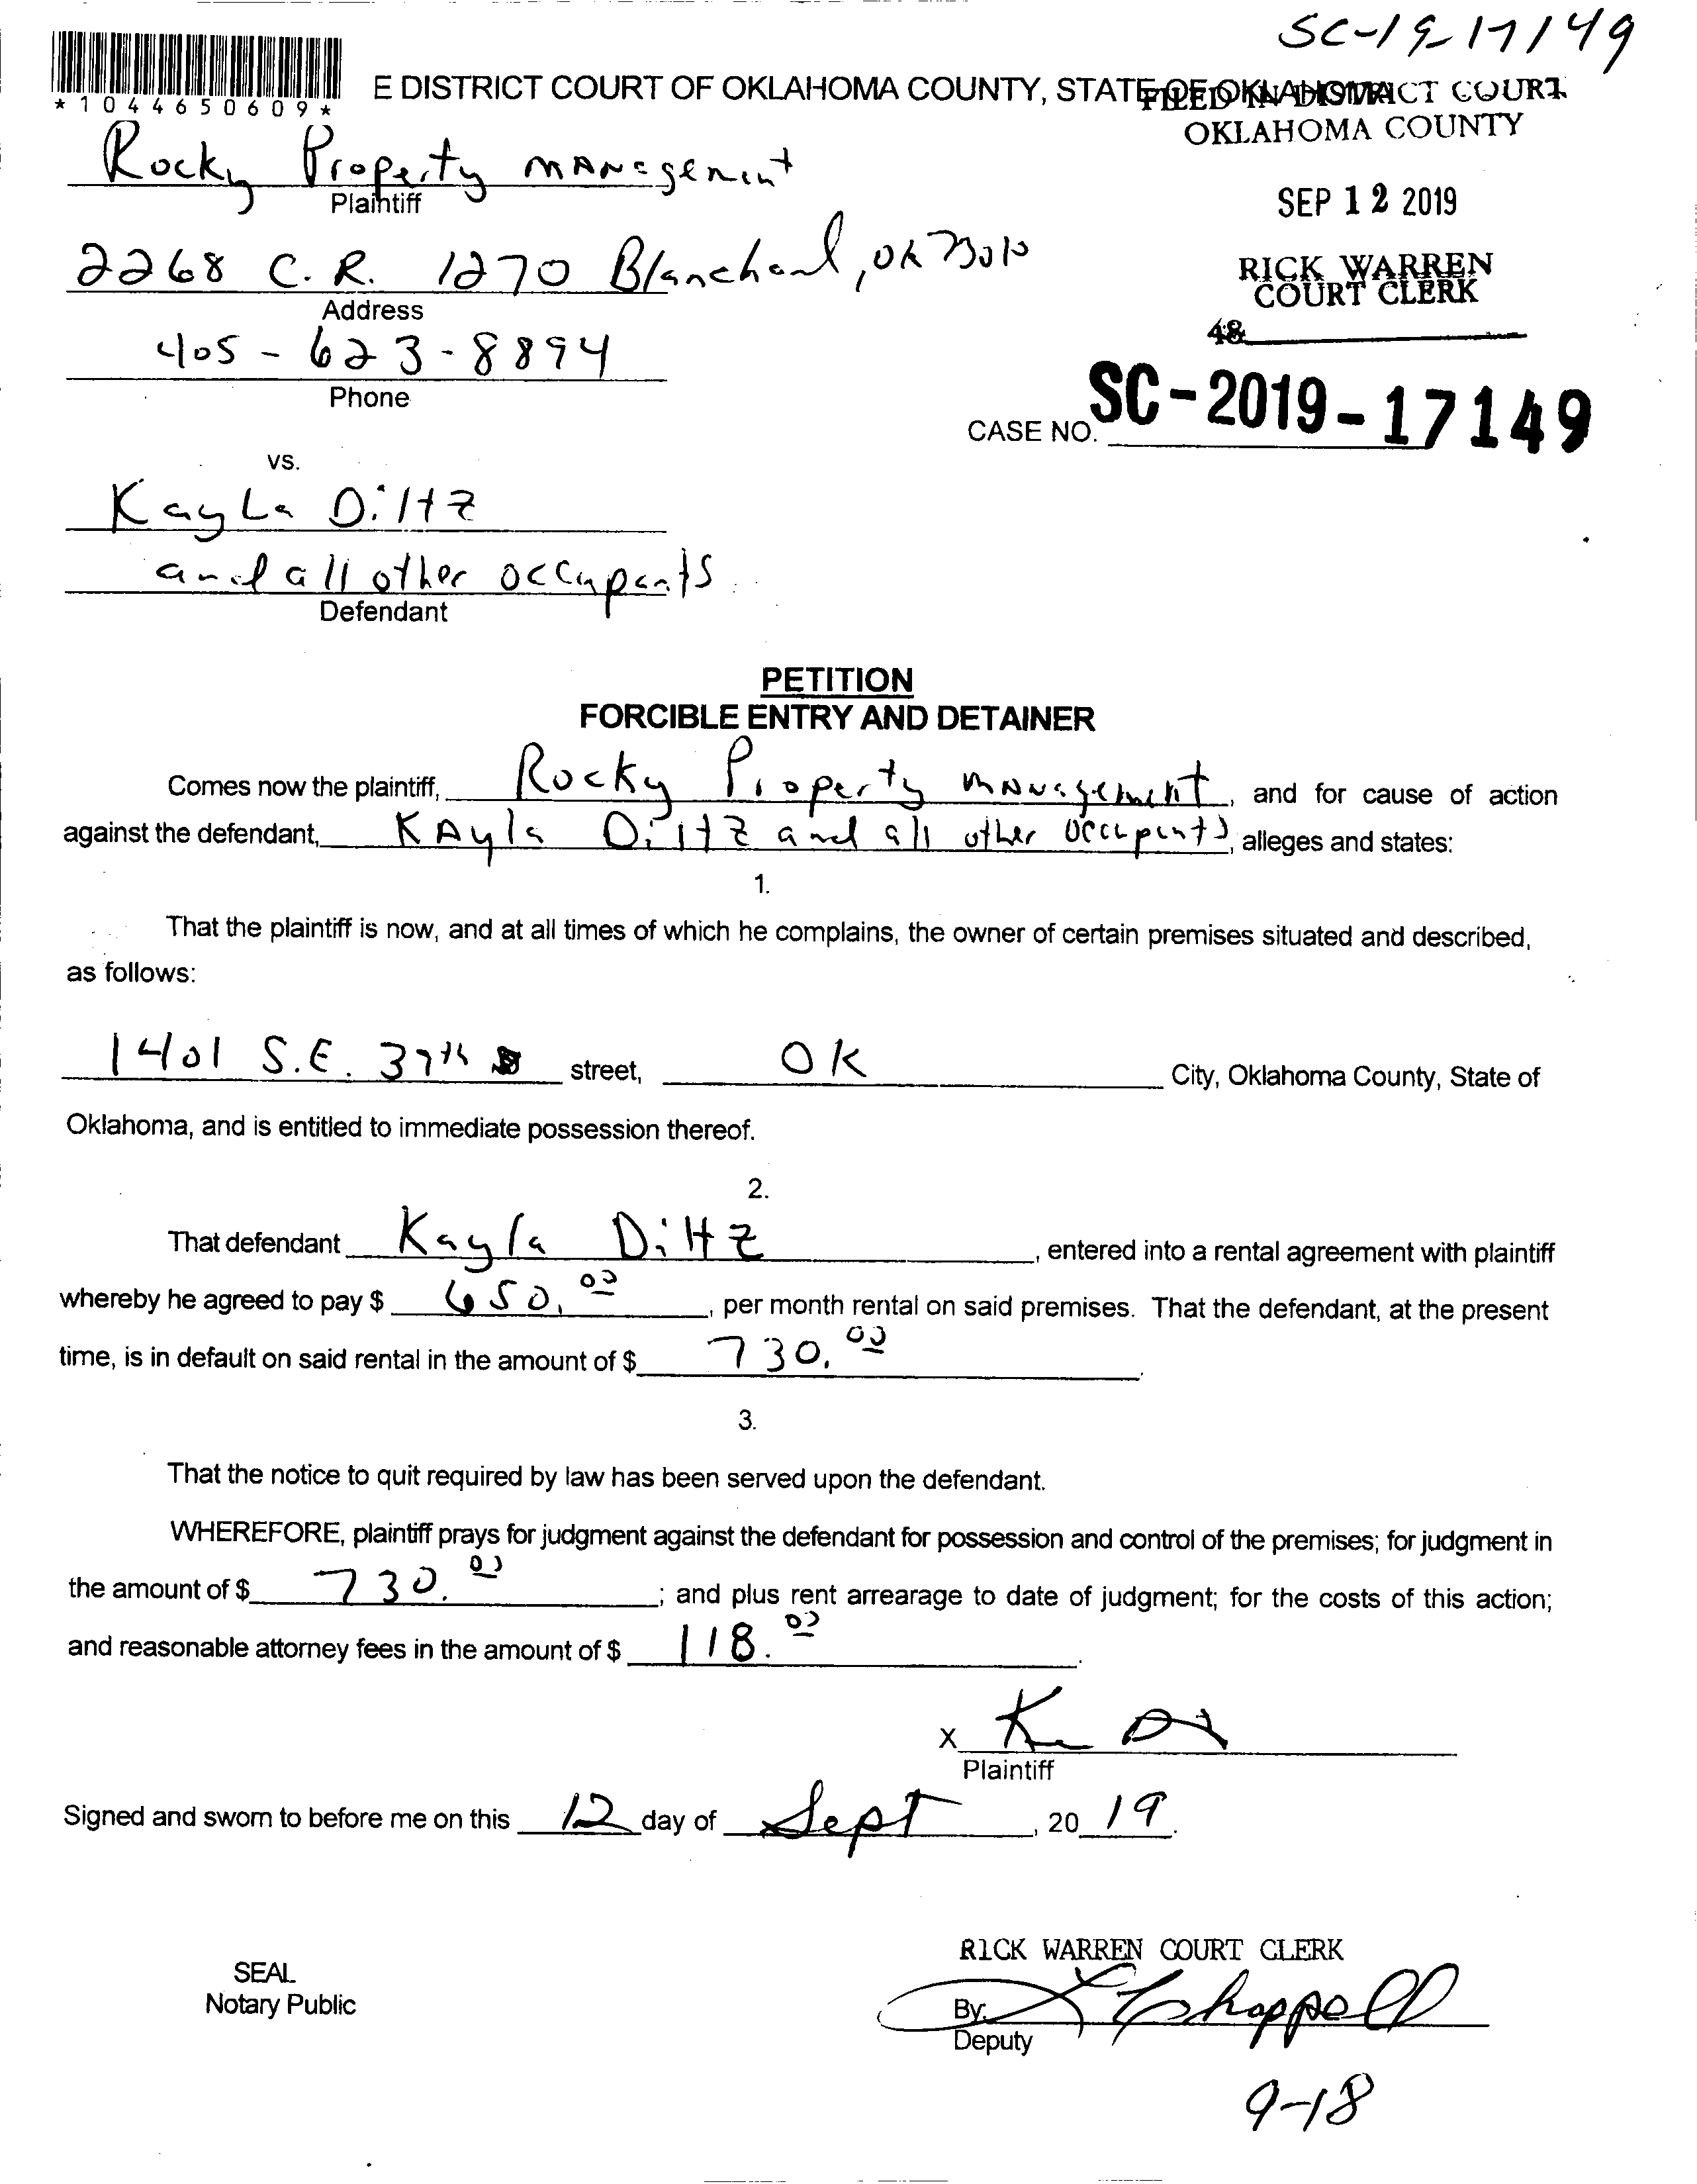 SC-19-17149
*1044650609*
E DISTRICT COURT OF OKLAHOMA COUNTY, STATE OF OKLAHOMA
FILED IN DISTRICT COURT
OKLAHOMA COUNTY
Rocky Property MANAgement
Plaintiff
SEP 12 2019
2268 C.R. 1270 Blanchard, OK 73010
Address
RICK WARREN
COURT CLERK
405-623-8894
Phone
48
CASE NO. SC-2019-17149
vs.
KayLa Diltz
and all other occupants
Defendant
PETITION
FORCIBLE ENTRY AND DETAINER
Comes now the plaintiff, Rocky Property MANAgement, and for cause of action
against the defendant, KAyla Diltz and all other occupants, alleges and states:
1.
That the plaintiff is now, and at all times of which he complains, the owner of certain premises situated and described,
as follows:
1401 S.E. 37th street, OK City, Oklahoma County, State of
Oklahoma, and is entitled to immediate possession thereof.
2.
That defendant Kayla Diltz, entered into a rental agreement with plaintiff
whereby he agreed to pay $ 650.00, per month rental on said premises. That the defendant, at the present
time, is in default on said rental in the amount of $ 730.00.
3.
That the notice to quit required by law has been served upon the defendant.
WHEREFORE, plaintiff prays for judgment against the defendant for possession and control of the premises; for judgment in
the amount of $ 730.00; and plus rent arrearage to date of judgment; for the costs of this action;
and reasonable attorney fees in the amount of $ 118.00.
X
Plaintiff
Signed and sworn to before me on this 12 day of Sept, 2019.
RICK WARREN COURT CLERK
SEAL
Notary Public
By: Chappell
Deputy
9-18